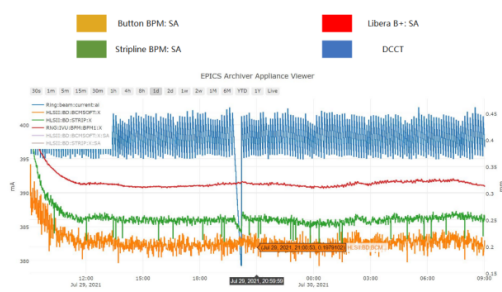 Button BPM: SA
Libera B+: SA
Stripline BPM: SA
DCCT
EPICS Archiver Appliance Viewer
30s 1m 5m 15m 30m 1h 4h 8h 1d 2d 1w 2w 1M 6M YTD 1Y Live
Ring:beam:current:ai
HLSII:BD:STRIP:X
400
395
390
385
380
mA
0.45
0.4
0.35
0.3
0.25
0.2
0.15
12:00
15:00
18:00
00:00
03:00
06:00
09:00
Jul 29, 2021
Jul 29, 2021, 20:59:59
Jul 30, 2021